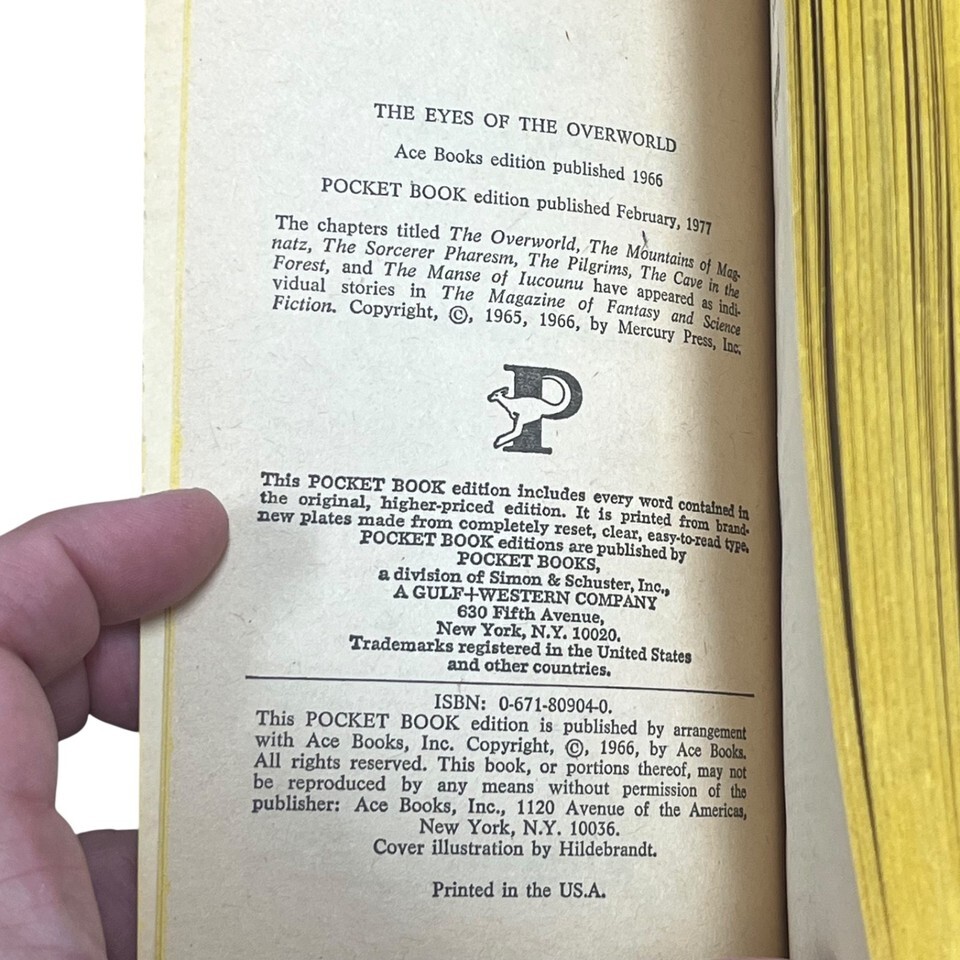 THE EYES OF THE OVERWORLD
Ace Books edition published 1966
POCKET BOOK edition published February, 1977
The chapters titled The Overworld, The Mountains of Mag-
natz, The Sorcerer Pharesm, The Pilgrims, The Cave in the
Forest, and The Manse of Iucounu have appeared as indi-
vidual stories in The Magazine of Fantasy and Science
Fiction. Copyright, ©, 1965, 1966, by Mercury Press, Inc.
P
This POCKET BOOK edition includes every word contained in
the original, higher-priced edition. It is printed from brand-
new plates made from completely reset, clear, easy-to-read type.
POCKET BOOK editions are published by
POCKET BOOKS,
a division of Simon & Schuster, Inc.,
A GULF+WESTERN COMPANY
630 Fifth Avenue,
New York, N.Y. 10020.
Trademarks registered in the United States
and other countries.
ISBN: 0-671-80904-0.
This POCKET BOOK edition is published by arrangement
with Ace Books, Inc. Copyright, ©, 1966, by Ace Books.
All rights reserved. This book, or portions thereof, may not
be reproduced by any means without permission of the
publisher: Ace Books, Inc., 1120 Avenue of the Americas,
New York, N.Y. 10036.
Cover illustration by Hildebrandt.
Printed in the U.S.A.